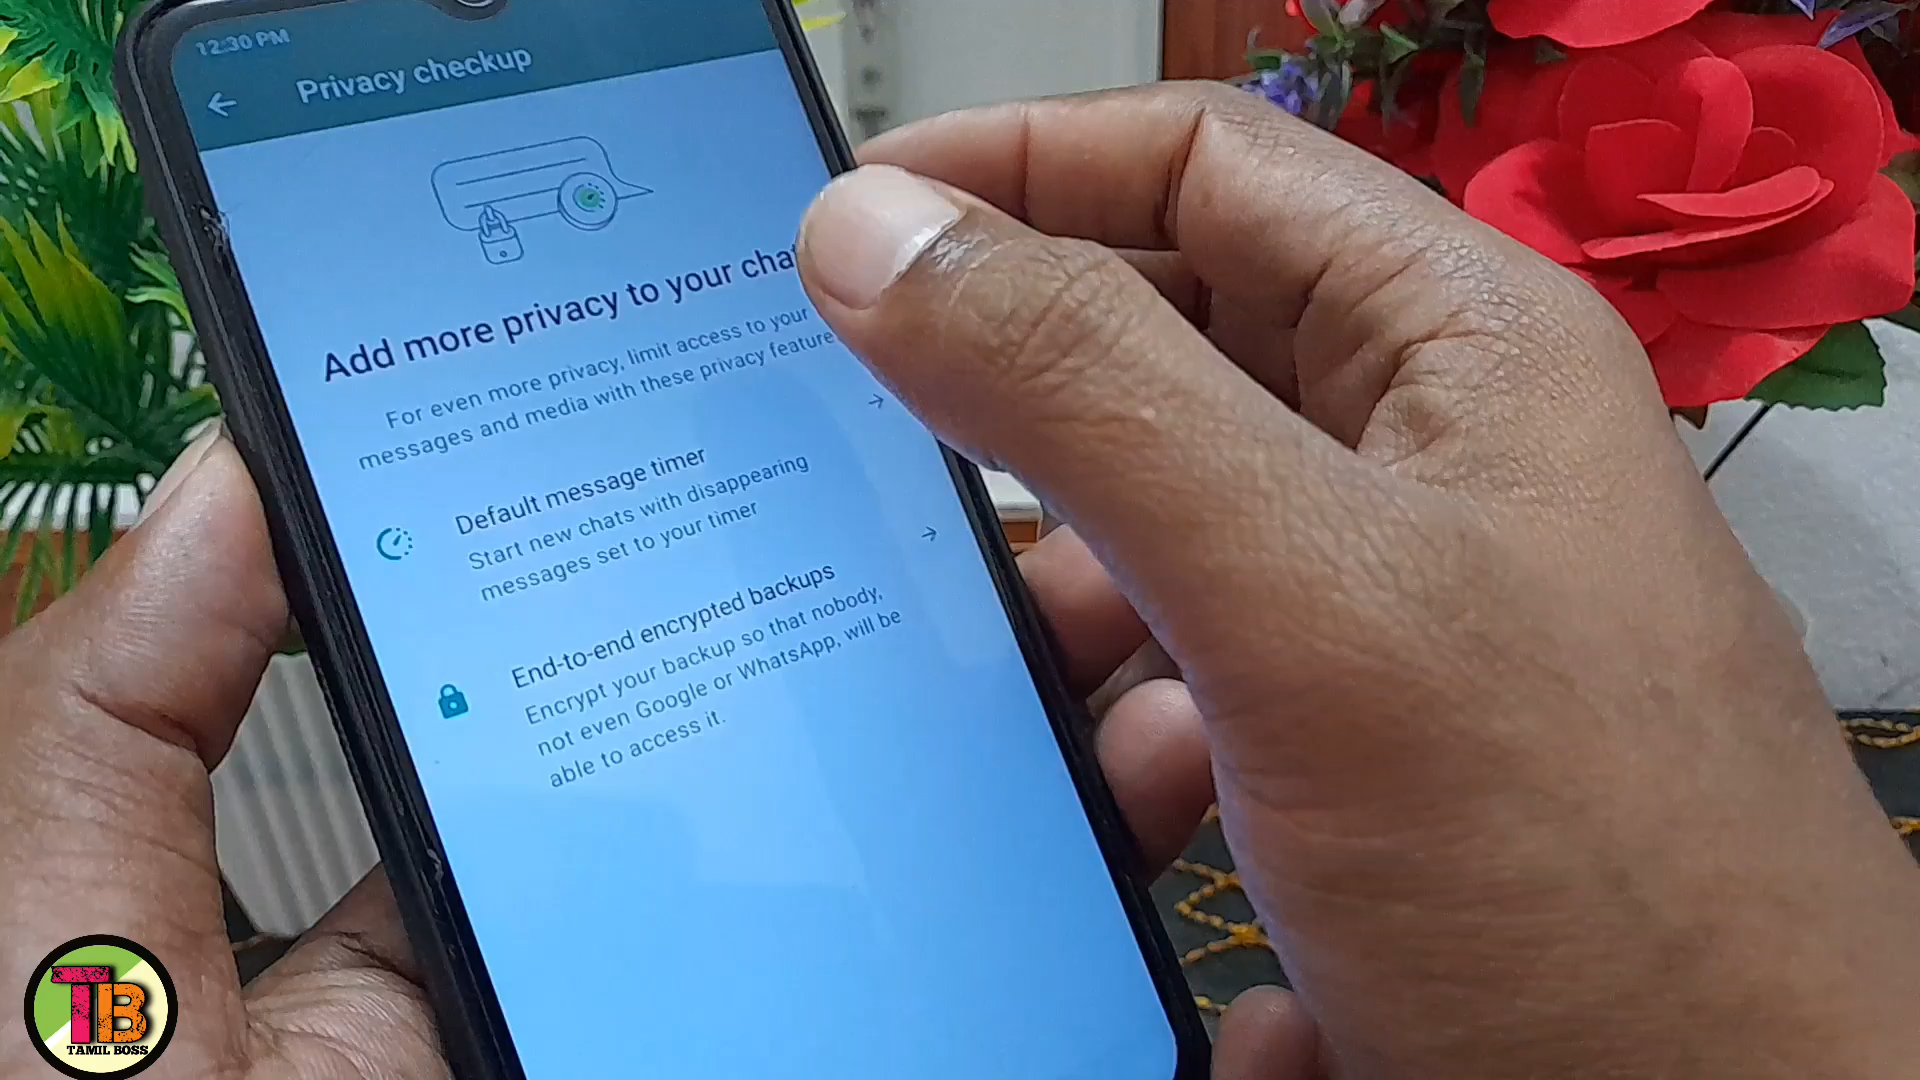 12:30 PM
Privacy checkup
Add more privacy to your
For even more privacy, limit access to your
messages and media with these privacy
Default message timer
Start new chats with disappearing
messages set to your timer
End-to-end encrypted backups
Encrypt your backup so that nobody,
not even Google or WhatsApp, will be
able to access it.
TB
TAMIL BOSS